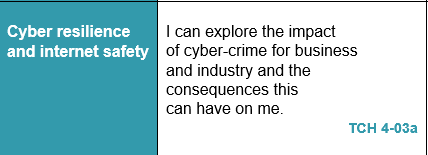 Cyber resilience
and internet safety
I can explore the impact
of cyber-crime for business
and industry and the
consequences this
can have on me.
TCH 4-03a